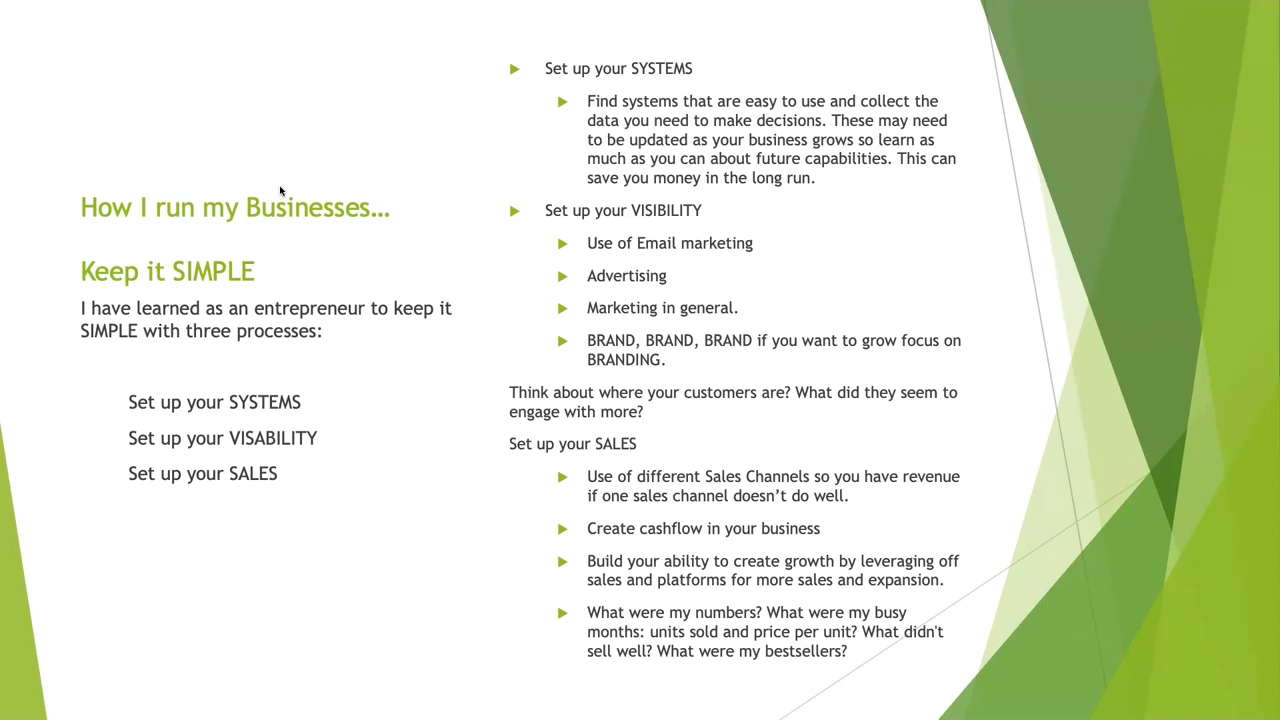 How I run my Businesses…
Keep it SIMPLE
I have learned as an entrepreneur to keep it
SIMPLE with three processes:
Set up your SYSTEMS
Set up your VISABILITY
Set up your SALES
Set up your SYSTEMS
Find systems that are easy to use and collect the
data you need to make decisions. These may need
to be updated as your business grows so learn as
much as you can about future capabilities. This can
save you money in the long run.
Set up your VISIBILITY
Use of Email marketing
Advertising
Marketing in general.
BRAND, BRAND, BRAND if you want to grow focus on
BRANDING.
Think about where your customers are? What did they seem to
engage with more?
Set up your SALES
Use of different Sales Channels so you have revenue
if one sales channel doesn’t do well.
Create cashflow in your business
Build your ability to create growth by leveraging off
sales and platforms for more sales and expansion.
What were my numbers? What were my busy
months: units sold and price per unit? What didn't
sell well? What were my bestsellers?